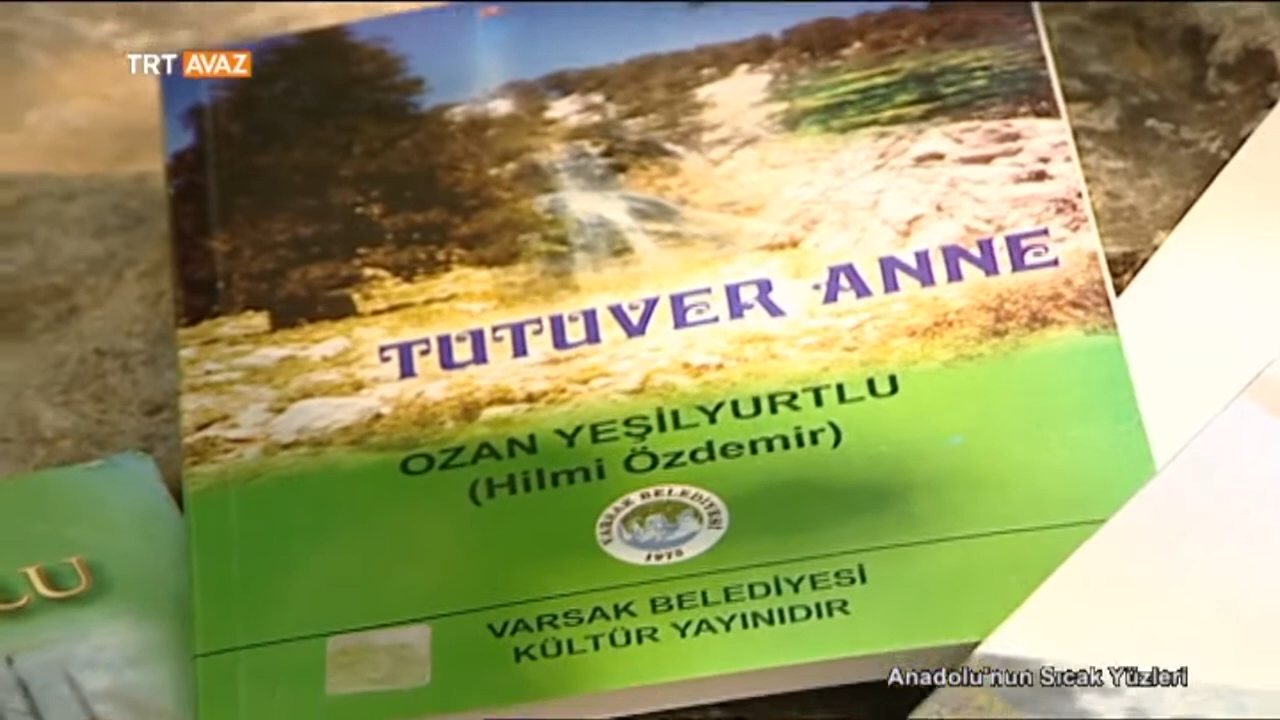 TRT AVAZ
TUTUVER ANNE
OZAN YEŞİLYURTLU
(Hilmi Özdemir)
VARSAK BELEDİYESİ
1975
VARSAK BELEDİYESİ
KÜLTÜR YAYINIDIR
LU
Anadolu'nun Sıcak Yüzleri